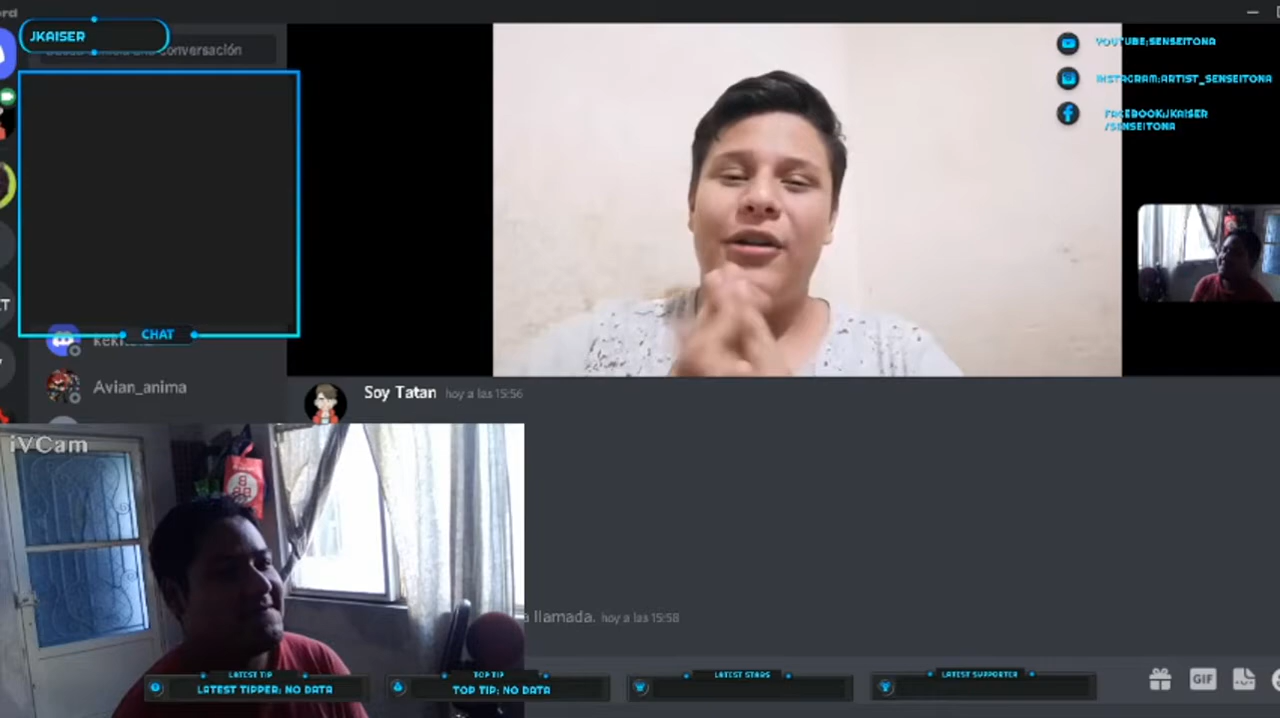 JKAISER
conversación
YOUTUBE:SENSEITONA
INSTAGRAM:ARTIST_SENSEITONA
FACEBOOK:JKAISER
/SENSEITONA
CHAT
Avian_anima
Soy Tatan hoy a las 15:56
iVCam
llamada. hoy a las 15:58
LATEST TIP
LATEST TIPPER: NO DATA
TOP TIP
TOP TIP: NO DATA
LATEST STARS
LATEST SUPPORTER
GIF